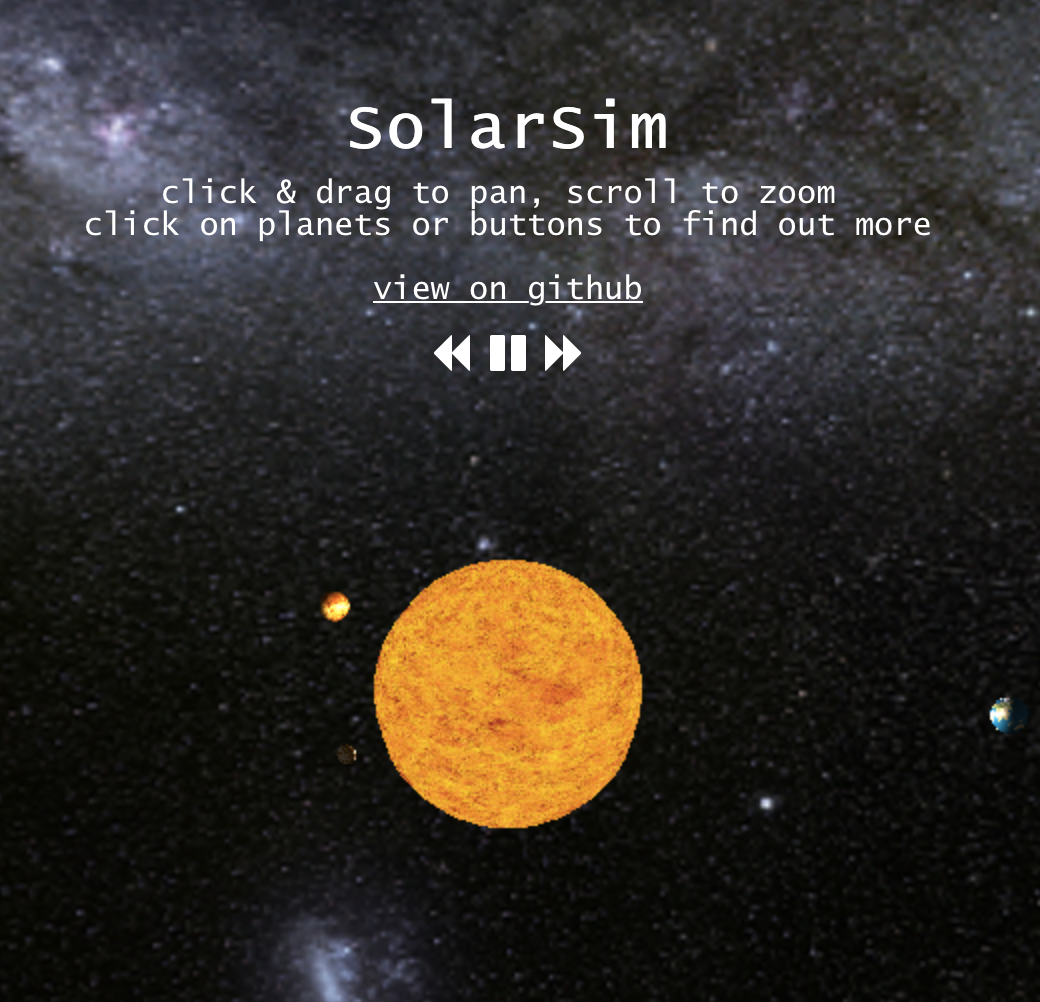 SolarSim
click & drag to pan, scroll to zoom
click on planets or buttons to find out more
view on github